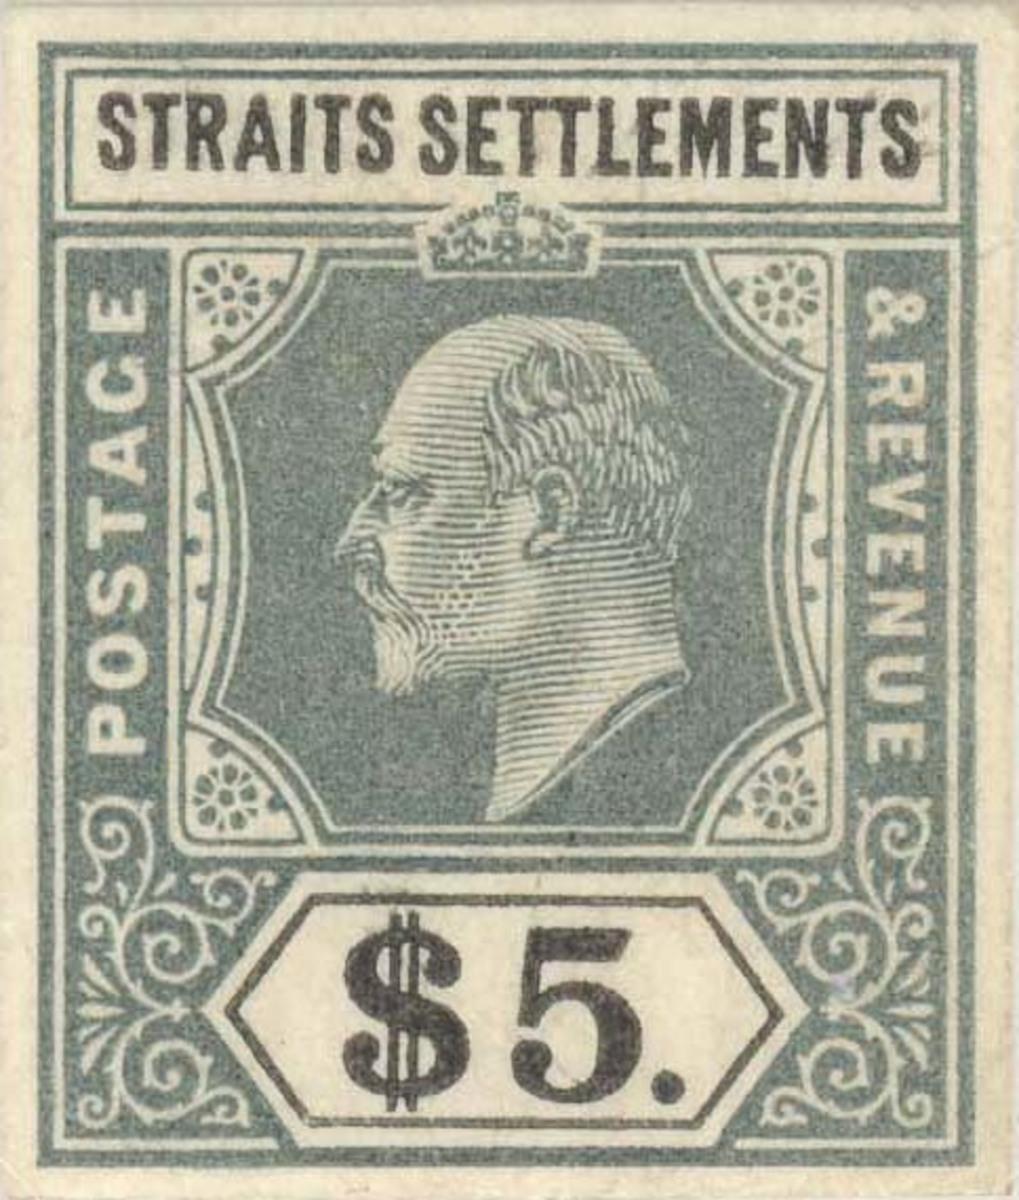 STRAITS SETTLEMENTS
POSTAGE
& REVENUE
$5.